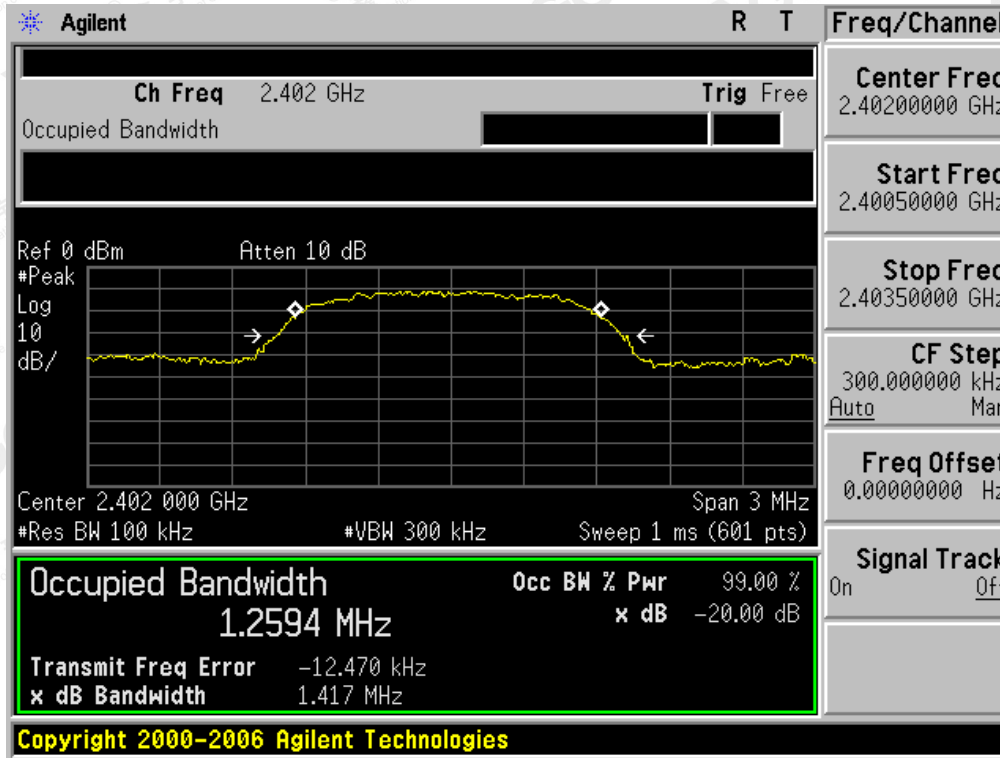 Agilent R T Freq/Channel
Ch Freq 2.402 GHz Trig Free
Occupied Bandwidth
Center Freq
2.40200000 GHz
Start Freq
2.40050000 GHz
Stop Freq
2.40350000 GHz
CF Step
300.000000 kHz
Auto Man
Freq Offset
0.00000000 Hz
Signal Track
On Off
Ref 0 dBm Atten 10 dB
#Peak
Log
10
dB/
Center 2.402 000 GHz Span 3 MHz
#Res BW 100 kHz #VBW 300 kHz Sweep 1 ms (601 pts)
Occupied Bandwidth Occ BW % Pwr 99.00 %
1.2594 MHz x dB -20.00 dB
Transmit Freq Error -12.470 kHz
x dB Bandwidth 1.417 MHz
Copyright 2000-2006 Agilent Technologies